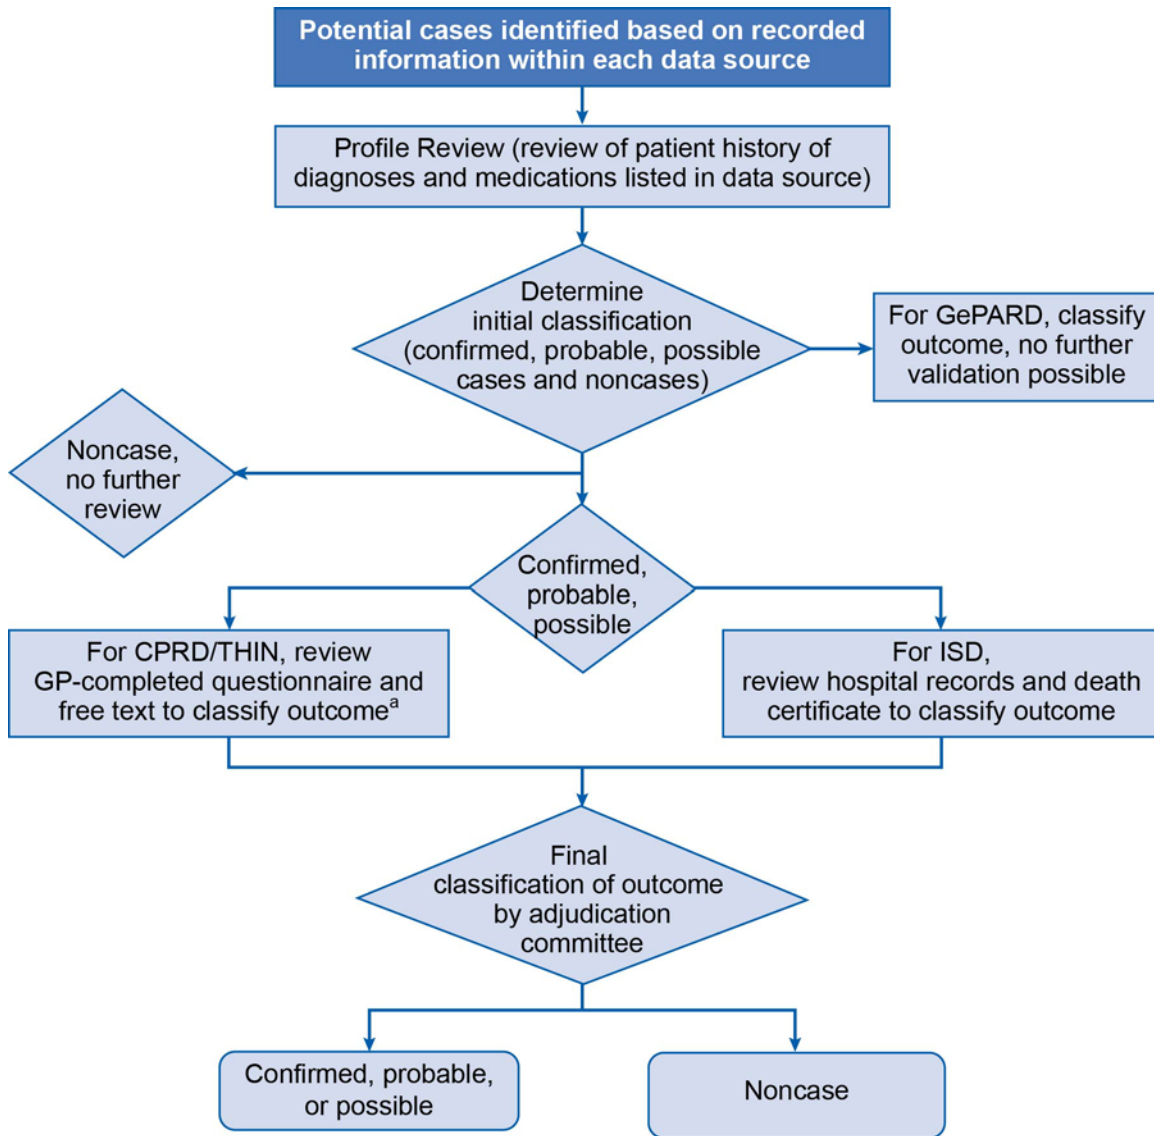 Potential cases identified based on recorded
information within each data source
Profile Review (review of patient history of
diagnoses and medications listed in data source)
Determine
initial classification
(confirmed, probable, possible
cases and noncases)
For GePARD, classify
outcome, no further
validation possible
Noncase,
no further
review
Confirmed,
probable,
possible
For CPRD/THIN, review
GP-completed questionnaire and
free text to classify outcomeᵃ
For ISD,
review hospital records and death
certificate to classify outcome
Final
classification of outcome
by adjudication
committee
Confirmed, probable,
or possible
Noncase